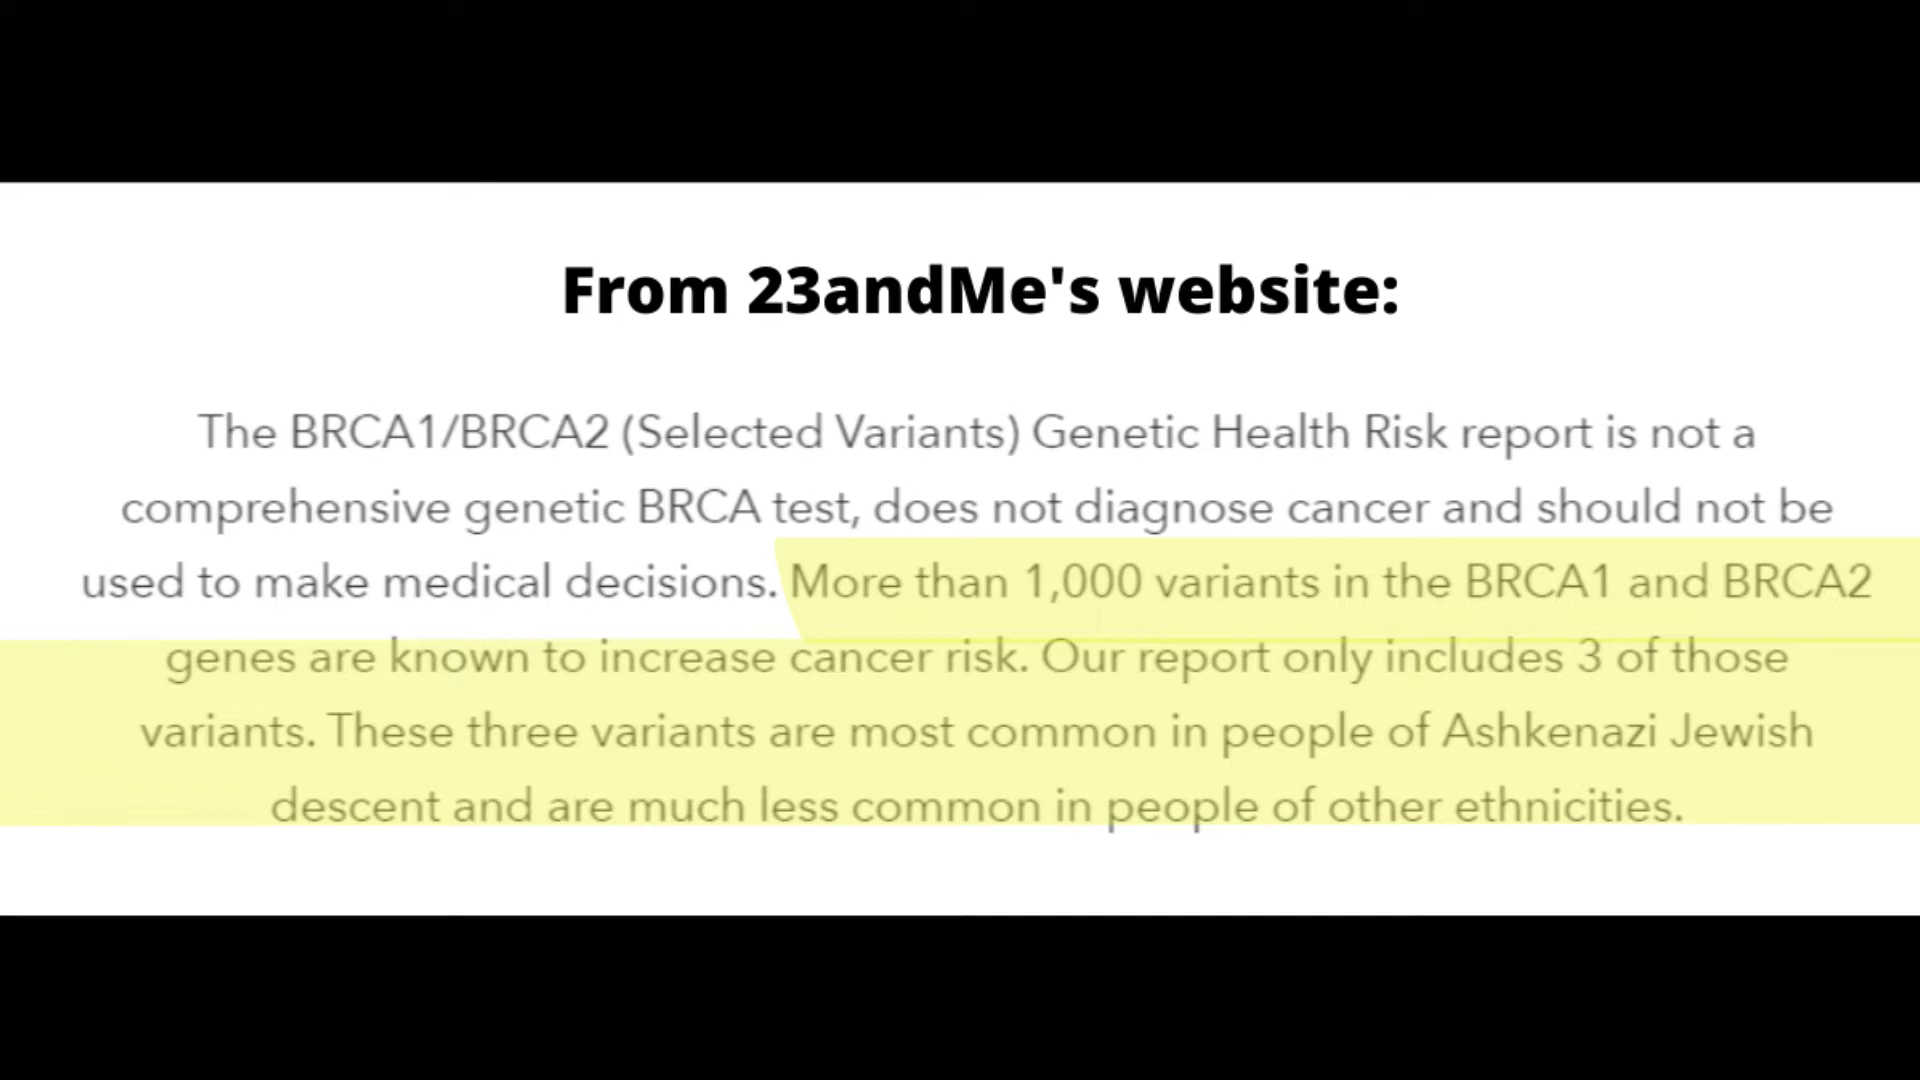 From 23andMe's website:
The BRCA1/BRCA2 (Selected Variants) Genetic Health Risk report is not a
comprehensive genetic BRCA test, does not diagnose cancer and should not be
used to make medical decisions. More than 1,000 variants in the BRCA1 and BRCA2
genes are known to increase cancer risk. Our report only includes 3 of those
variants. These three variants are most common in people of Ashkenazi Jewish
descent and are much less common in people of other ethnicities.